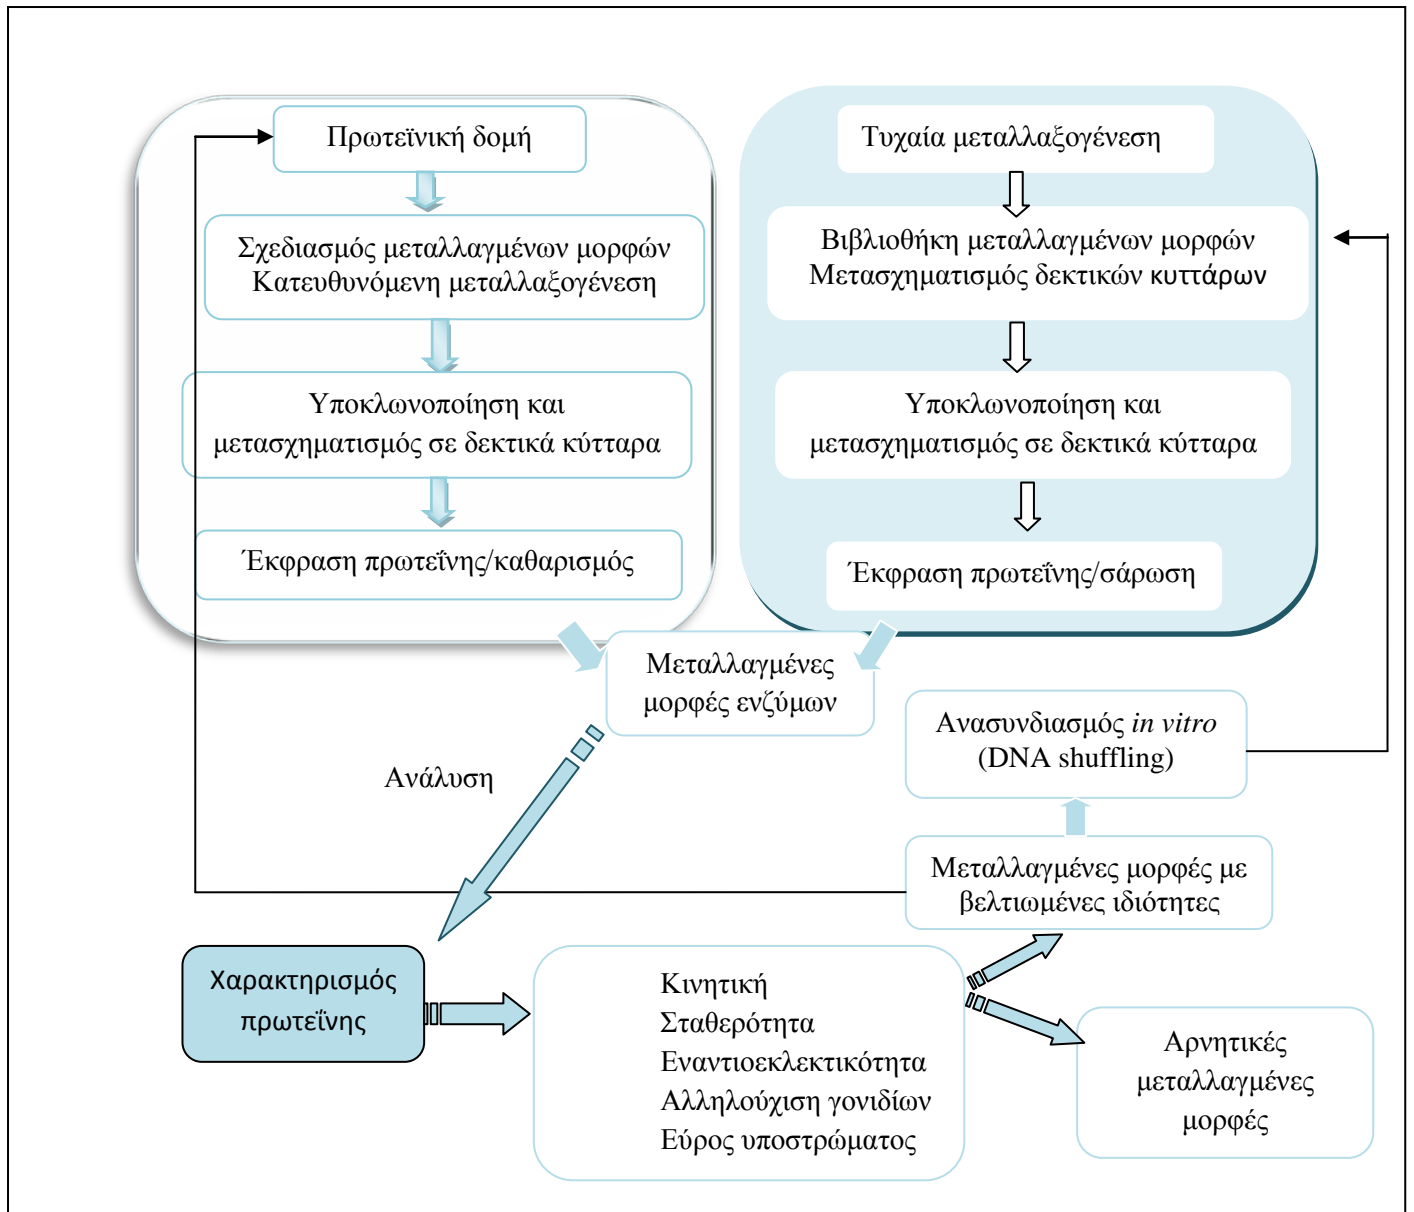 Πρωτεϊνική δομή
Σχεδιασμός μεταλλαγμένων μορφών
Κατευθυνόμενη μεταλλαξογένεση
Υποκλωνοποίηση και
μετασχηματισμός σε δεκτικά κύτταρα
Έκφραση πρωτεΐνης/καθαρισμός
Τυχαία μεταλλαξογένεση
Βιβλιοθήκη μεταλλαγμένων μορφών
Μετασχηματισμός δεκτικών κυττάρων
Υποκλωνοποίηση και
μετασχηματισμός σε δεκτικά κύτταρα
Έκφραση πρωτεΐνης/σάρωση
Μεταλλαγμένες
μορφές ενζύμων
Ανασυνδιασμός in vitro
(DNA shuffling)
Ανάλυση
Μεταλλαγμένες μορφές με
βελτιωμένες ιδιότητες
Χαρακτηρισμός
πρωτεΐνης
Κινητική
Σταθερότητα
Εναντιοεκλεκτικότητα
Αλληλούχιση γονιδίων
Εύρος υποστρώματος
Αρνητικές
μεταλλαγμένες
μορφές